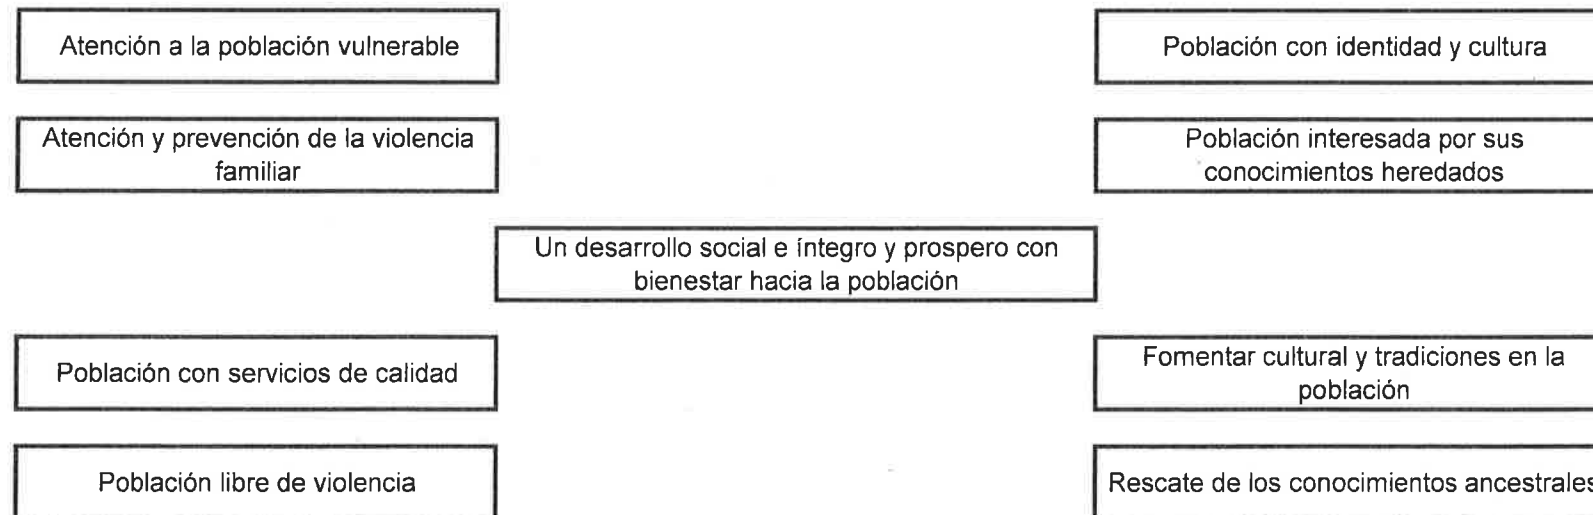 Atención a la población vulnerable
Población con identidad y cultura
Atención y prevención de la violencia
familiar
Población interesada por sus
conocimientos heredados
Un desarrollo social e íntegro y prospero con
bienestar hacia la población
Población con servicios de calidad
Fomentar cultural y tradiciones en la
población
Población libre de violencia
Rescate de los conocimientos ancestrales